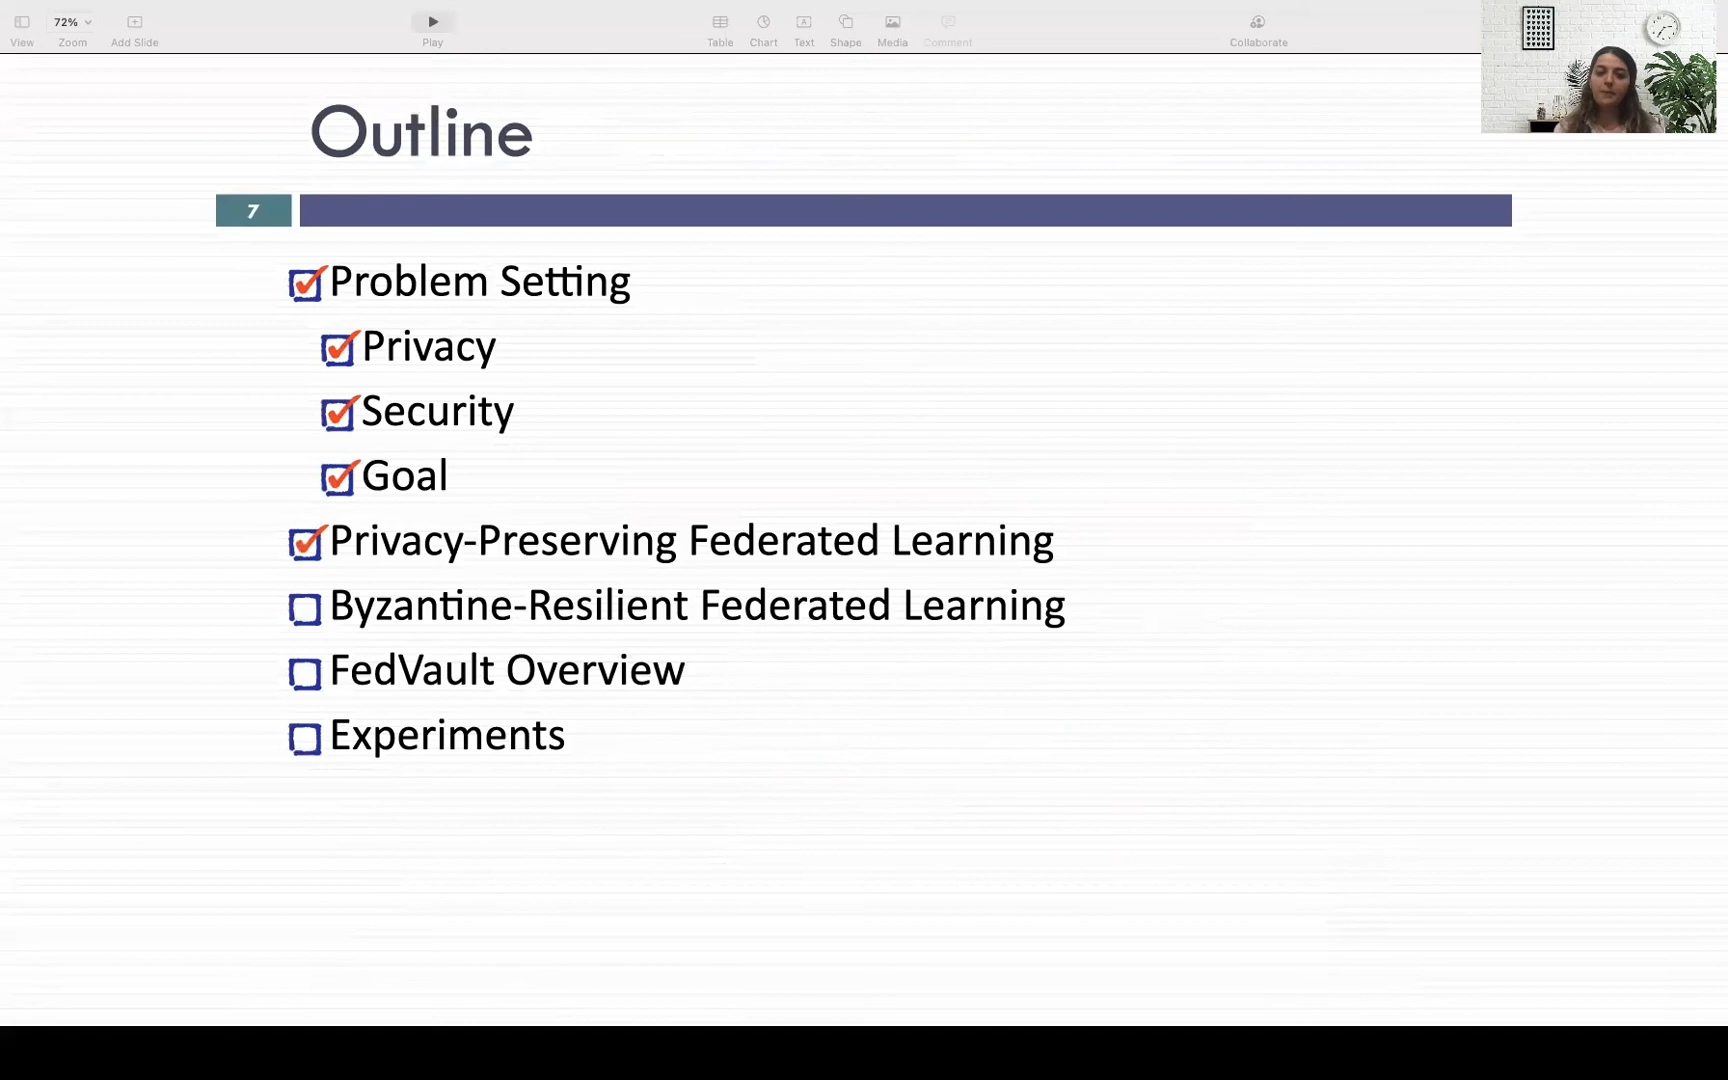 72%
View
Zoom
Add Slide
Play
Table
Chart
Text
Shape
Media
Comment
Collaborate
Outline
7
Problem Setting
Privacy
Security
Goal
Privacy-Preserving Federated Learning
Byzantine-Resilient Federated Learning
FedVault Overview
Experiments